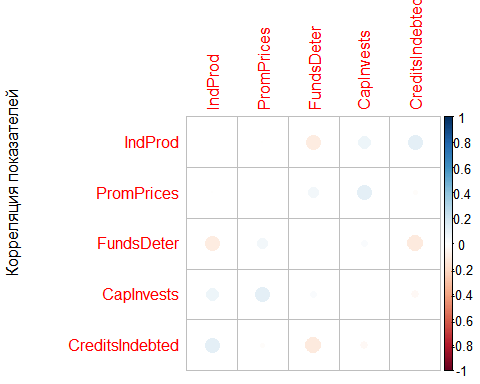 IndProd
PromPrices
FundsDeter
CapInvests
CreditsIndebted
Корреляция показателей
IndProd
PromPrices
FundsDeter
CapInvests
CreditsIndebted
1
0.8
0.6
0.4
0.2
0
-0.2
-0.4
-0.6
-0.8
-1